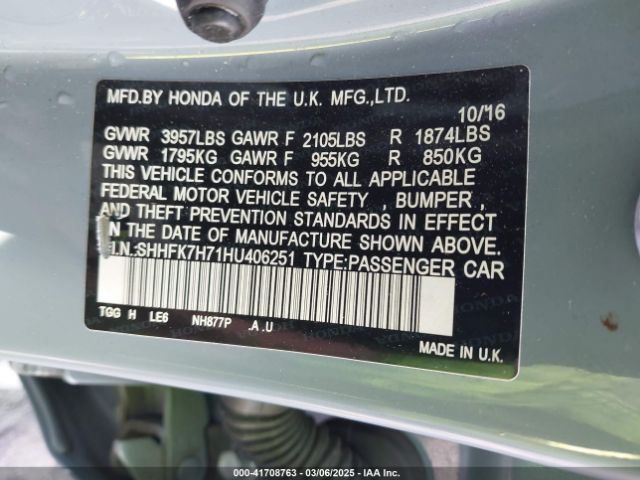 MFD.BY HONDA OF THE U.K. MFG.,LTD.
10/16
GVWR 3957LBS GAWR F 2105LBS R 1874LBS
GVWR 1795KG GAWR F 955KG R 850KG
THIS VEHICLE CONFORMS TO ALL APPLICABLE
FEDERAL MOTOR VEHICLE SAFETY , BUMPER ,
AND THEFT PREVENTION STANDARDS IN EFFECT
ON THE DATE OF MANUFACTURE SHOWN ABOVE.
V.I.N.:SHHFK7H71HU406251 TYPE:PASSENGER CAR
TGG H LE6 NH877P .A .U
MADE IN U.K.
000-41708763 — 03/06/2025 — IAA Inc.